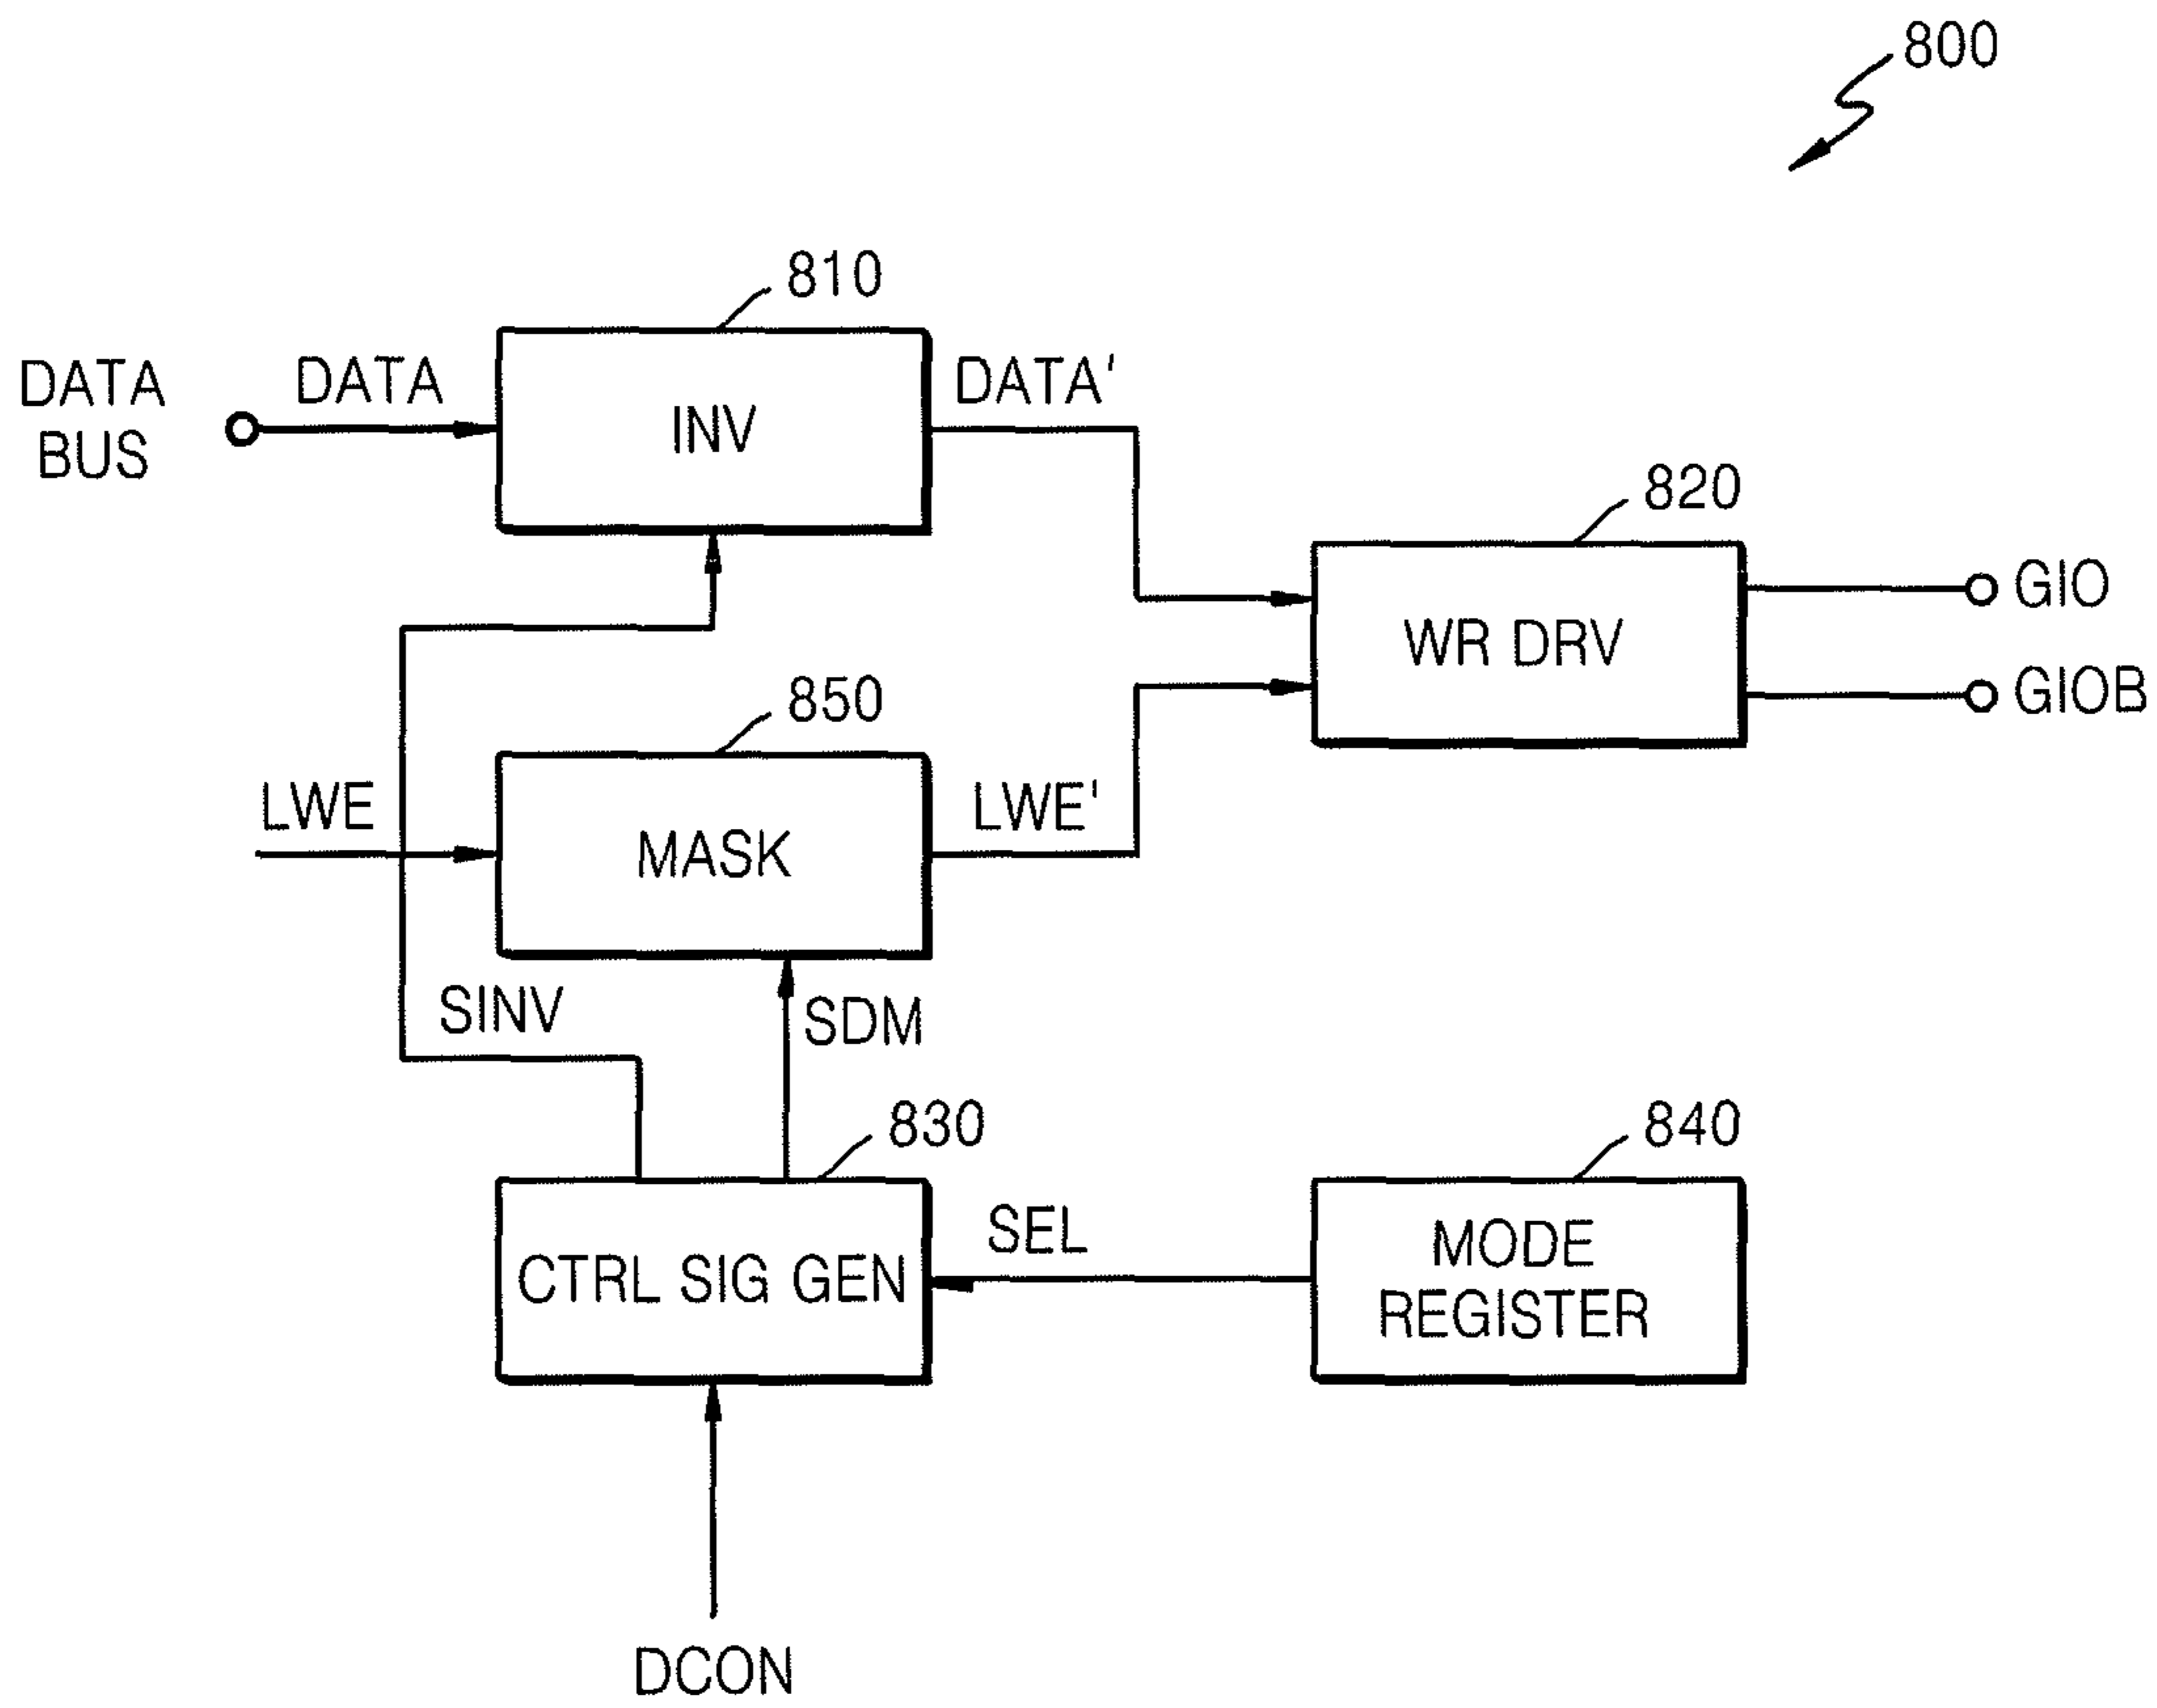 800
810
DATA
BUS
DATA
INV
DATA'
820
WR DRV
GIO
GIOB
850
LWE
MASK
LWE'
SINV
SDM
830
CTRL SIG GEN
SEL
840
MODE
REGISTER
DCON